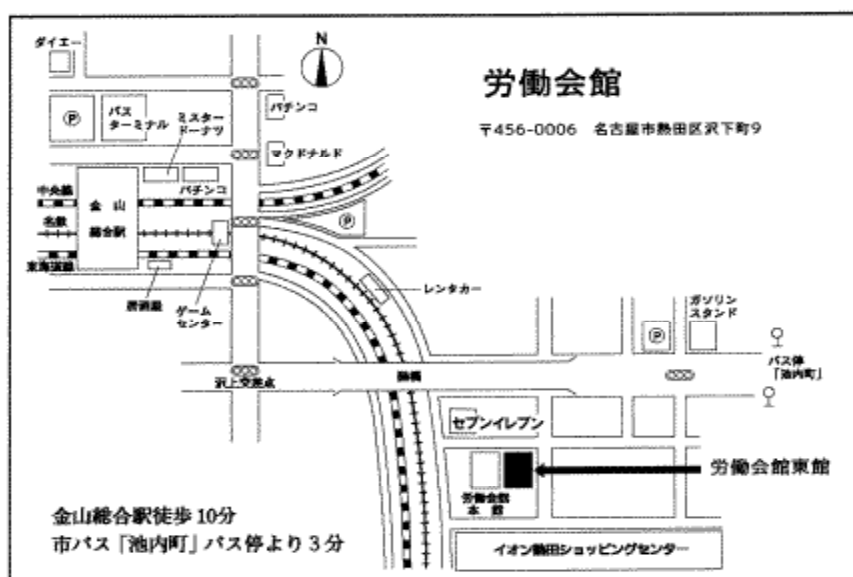 ダイエー
N
労働会館
〒456-0006 名古屋市熱田区沢下町9
P
バス
ターミナル
ミスター
ドーナツ
パチンコ
マクドナルド
中央線
金山
総合駅
パチンコ
名鉄
東海道線
P
居酒屋
ゲーム
センター
レンタカー
ガソリン
スタンド
P
バス停
「池内町」
沢上交差点
陸橋
セブンイレブン
労働会館東館
労働会館
本館
金山総合駅徒歩10分
市バス「池内町」バス停より3分
イオン熱田ショッピングセンター